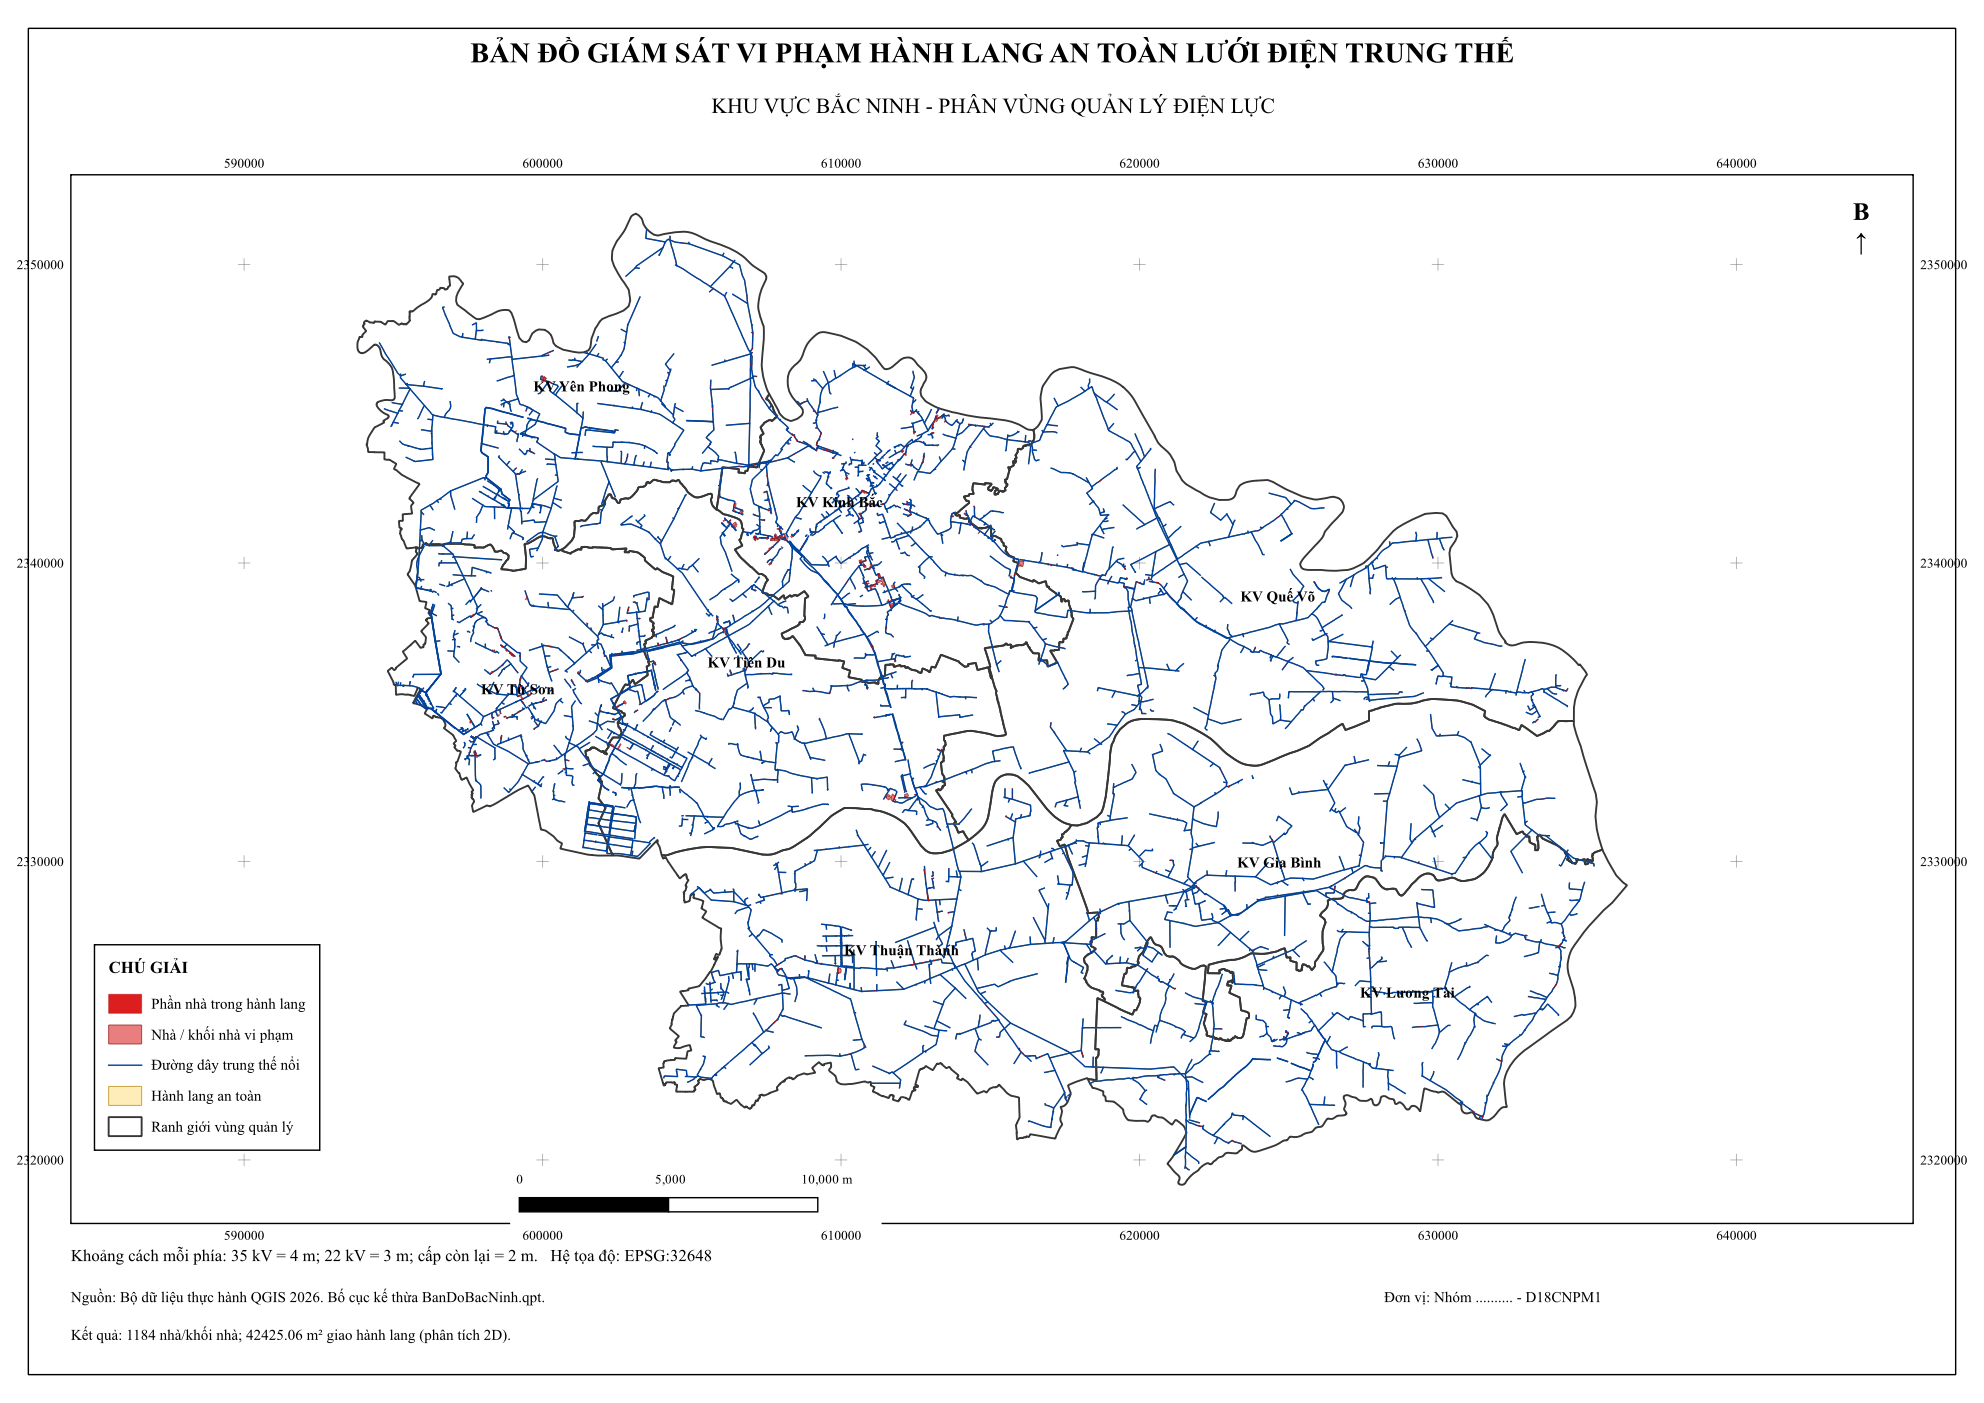 BẢN ĐỒ GIÁM SÁT VI PHẠM HÀNH LANG AN TOÀN LƯỚI ĐIỆN TRUNG THẾ
KHU VỰC BẮC NINH - PHÂN VÙNG QUẢN LÝ ĐIỆN LỰC
590000 600000 610000 620000 630000 640000
B
2350000 2350000
KV Yên Phong
KV Kinh Bắc
2340000 2340000
KV Quế Võ
KV Tiên Du
KV Từ Sơn
2330000 2330000
KV Gia Bình
KV Thuận Thành
KV Lương Tài
CHÚ GIẢI
Phần nhà trong hành lang
Nhà / khối nhà vi phạm
Đường dây trung thế nổi
Hành lang an toàn
Ranh giới vùng quản lý
2320000 2320000
0 5,000 10,000 m
590000 600000 610000 620000 630000 640000
Khoảng cách mỗi phía: 35 kV = 4 m; 22 kV = 3 m; cấp còn lại = 2 m. Hệ tọa độ: EPSG:32648
Nguồn: Bộ dữ liệu thực hành QGIS 2026. Bố cục kế thừa BanDoBacNinh.qpt.
Đơn vị: Nhóm .......... - D18CNPM1
Kết quả: 1184 nhà/khối nhà; 42425.06 m² giao hành lang (phân tích 2D).